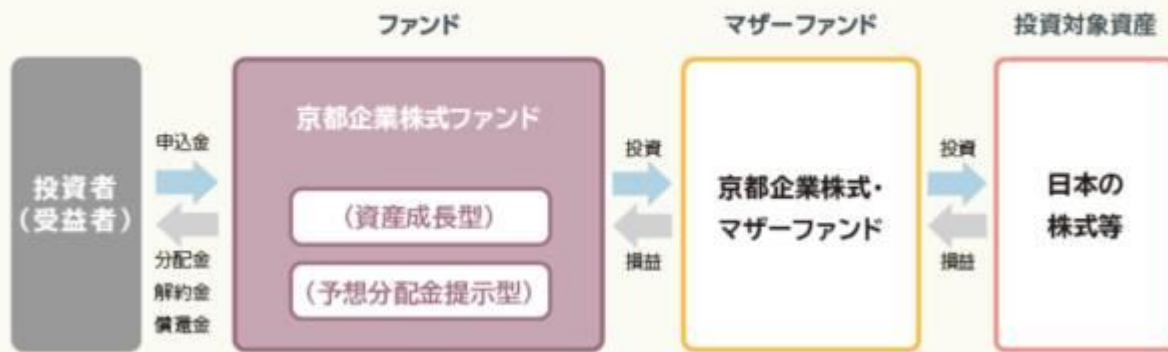 ファンド
マザーファンド
投資対象資産
投資者
（受益者）
申込金
分配金
解約金
償還金
京都企業株式ファンド
（資産成長型）
（予想分配金提示型）
投資
損益
京都企業株式・
マザーファンド
投資
損益
日本の
株式等